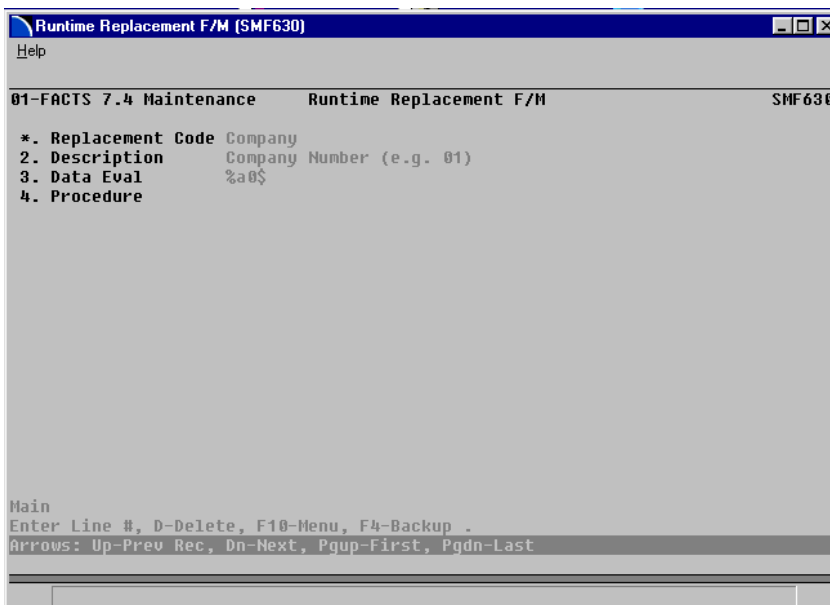 Runtime Replacement F/M (SMF630)
Help
01-FACTS 7.4 Maintenance Runtime Replacement F/M SMF630
*. Replacement Code Company
2. Description Company Number (e.g. 01)
3. Data Eval %a0$
4. Procedure
Main
Enter Line #, D-Delete, F10-Menu, F4-Backup .
Arrows: Up-Prev Rec, Dn-Next, Pgup-First, Pgdn-Last